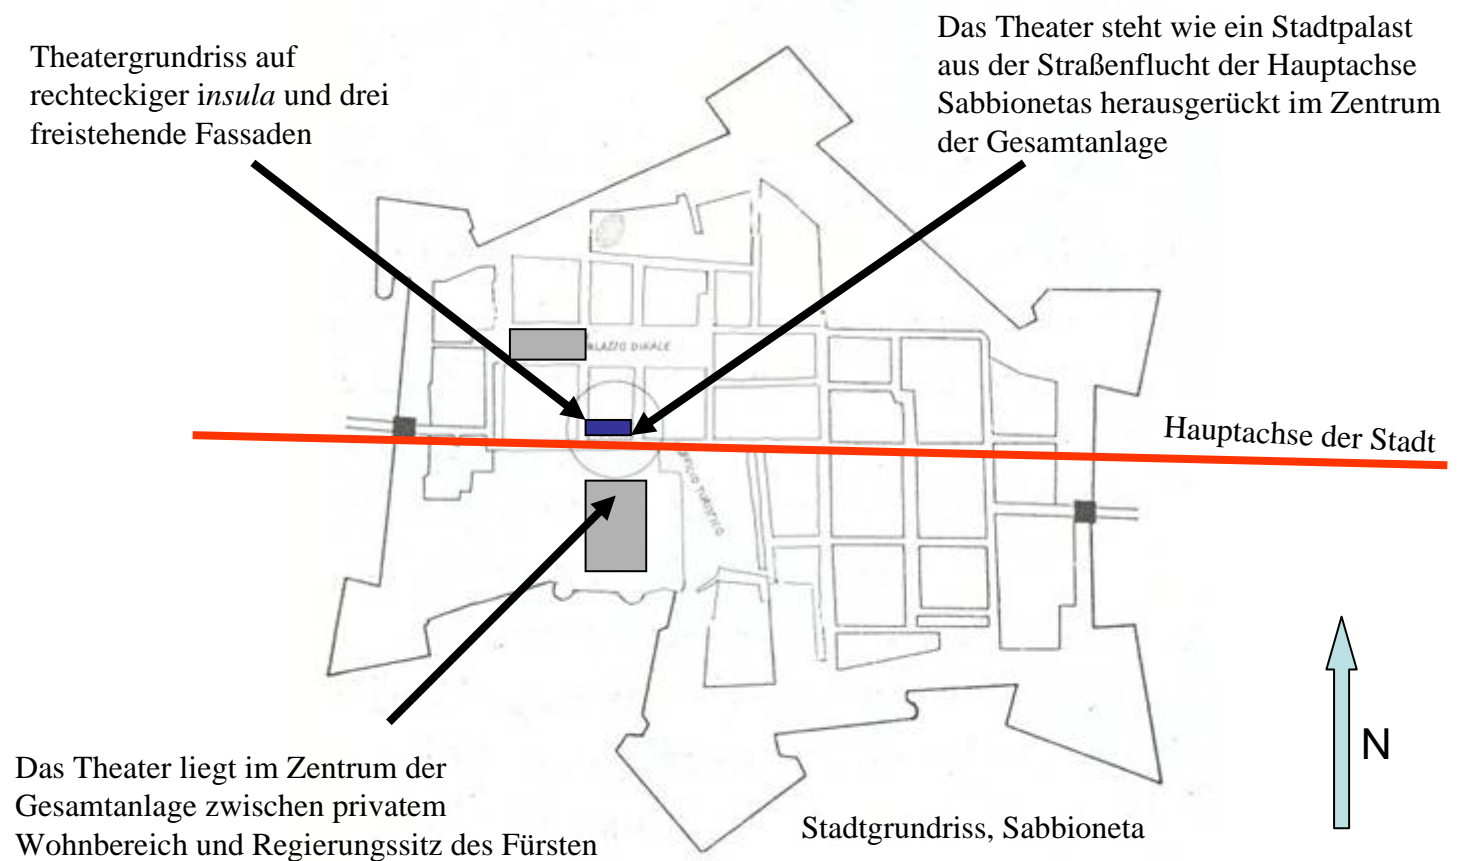 Theatergrundriss auf
rechteckiger insula und drei
freistehende Fassaden
Das Theater steht wie ein Stadtpalast
aus der Straßenflucht der Hauptachse
Sabbionetas herausgerückt im Zentrum
der Gesamtanlage
DUCALE
Hauptachse der Stadt
TURISTICO
N
Das Theater liegt im Zentrum der
Gesamtanlage zwischen privatem
Wohnbereich und Regierungssitz des Fürsten
Stadtgrundriss, Sabbioneta